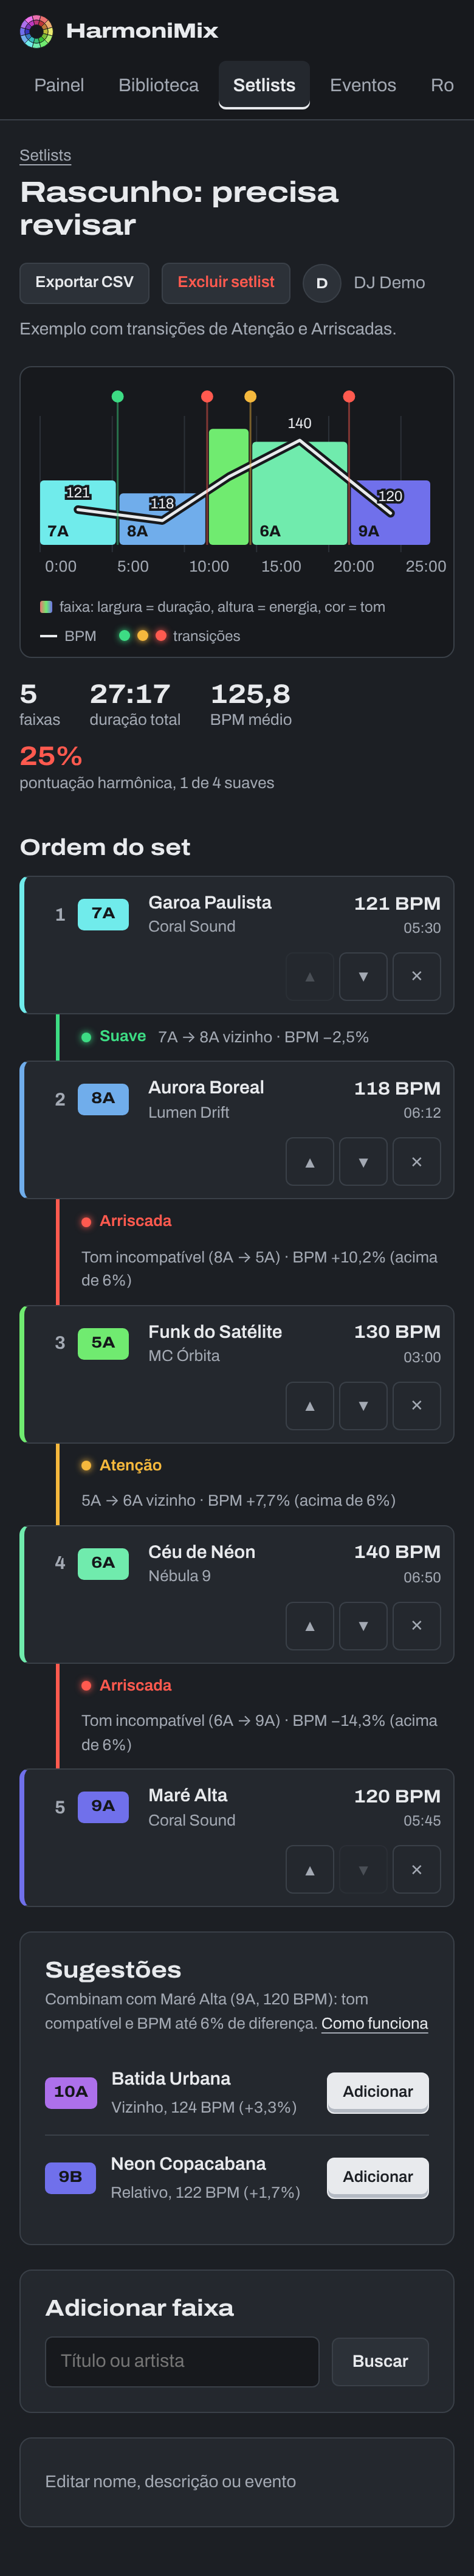 HarmoniMix
Painel Biblioteca Setlists Eventos Ro
Setlists
Rascunho: precisa
revisar
Exportar CSV Excluir setlist D DJ Demo
Exemplo com transições de Atenção e Arriscadas.
140
121 118 120
7A 8A 6A 9A
0:00 5:00 10:00 15:00 20:00 25:00
faixa: largura = duração, altura = energia, cor = tom
BPM transições
5 27:17 125,8
faixas duração total BPM médio
25%
pontuação harmônica, 1 de 4 suaves
Ordem do set
1 7A Garoa Paulista 121 BPM
Coral Sound 05:30
▲ ▼ ✕
Suave 7A → 8A vizinho · BPM −2,5%
2 8A Aurora Boreal 118 BPM
Lumen Drift 06:12
▲ ▼ ✕
Arriscada
Tom incompatível (8A → 5A) · BPM +10,2% (acima
de 6%)
3 5A Funk do Satélite 130 BPM
MC Órbita 03:00
▲ ▼ ✕
Atenção
5A → 6A vizinho · BPM +7,7% (acima de 6%)
4 6A Céu de Néon 140 BPM
Nébula 9 06:50
▲ ▼ ✕
Arriscada
Tom incompatível (6A → 9A) · BPM −14,3% (acima
de 6%)
5 9A Maré Alta 120 BPM
Coral Sound 05:45
▲ ▼ ✕
Sugestões
Combinam com Maré Alta (9A, 120 BPM): tom
compatível e BPM até 6% de diferença. Como funciona
10A Batida Urbana Adicionar
Vizinho, 124 BPM (+3,3%)
9B Neon Copacabana Adicionar
Relativo, 122 BPM (+1,7%)
Adicionar faixa
Título ou artista Buscar
Editar nome, descrição ou evento